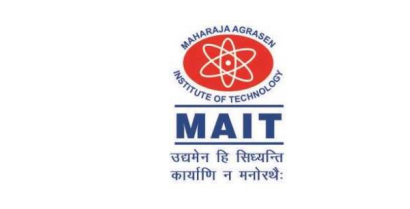 MAHARAJA AGRASEN
INSTITUTE OF TECHNOLOGY
MAIT
उद्यमेन हि सिध्यन्ति
कार्याणि न मनोरथैः